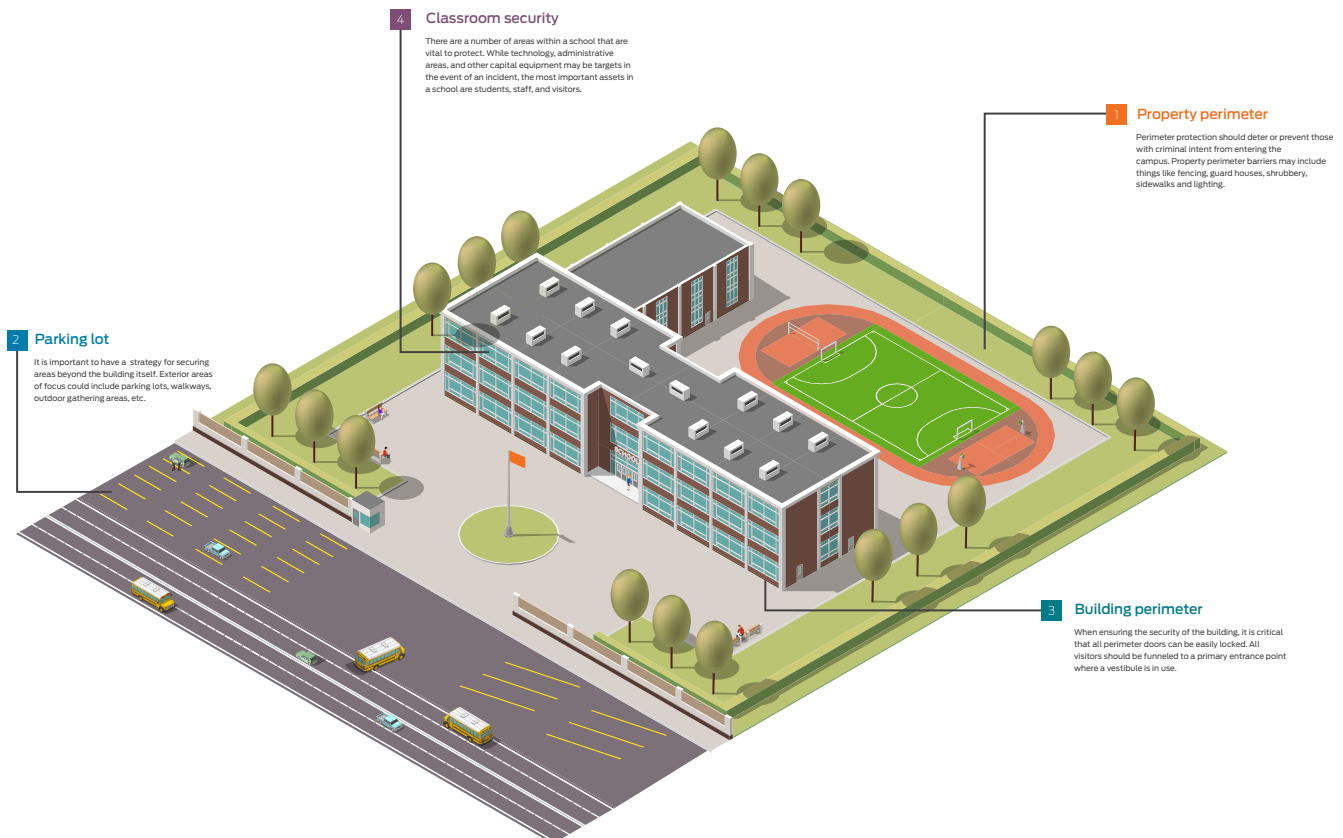 4 Classroom security
There are a number of areas within a school that are
vital to protect. While technology, administrative
areas, and other capital equipment may be targets in
the event of an incident, the most important assets in
a school are students, staff, and visitors.
1 Property perimeter
Perimeter protection should deter or prevent those
with criminal intent from entering the
campus. Property perimeter barriers may include
things like fencing, guard houses, shrubbery,
sidewalks and lighting.
2 Parking lot
It is important to have a strategy for securing
areas beyond the building itself. Exterior areas
of focus could include parking lots, walkways,
outdoor gathering areas, etc.
SCHOOL
3 Building perimeter
When ensuring the security of the building, it is critical
that all perimeter doors can be easily locked. All
visitors should be funneled to a primary entrance point
where a vestibule is in use.